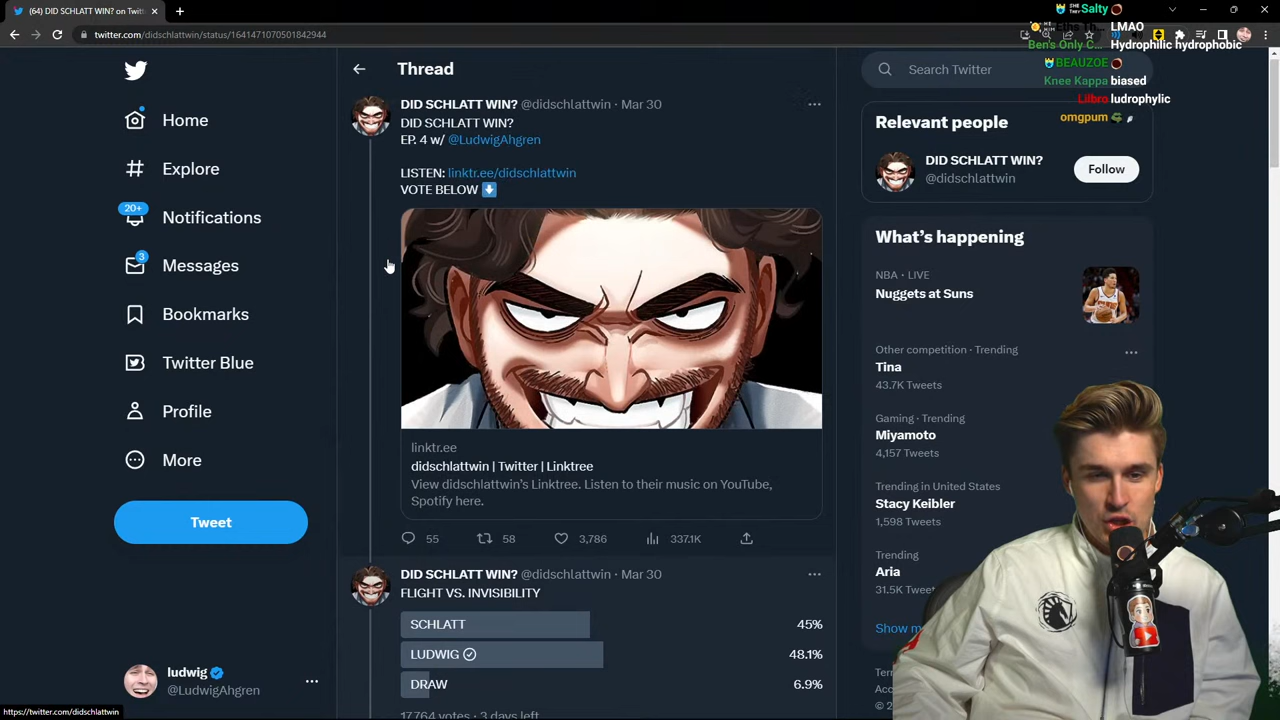 (64) DID SCHLATT WIN? on Twitt
twitter.com/didschlattwin/status/1641471070501842944
Salty
LMAO
Ben's Only C...
Hydrophilic hydrophobic
BEAUZOE
Knee Kappa biased
Lilbro ludrophylic
omgpum
Home
Explore
20+
Notifications
3
Messages
Bookmarks
Twitter Blue
Profile
More
Tweet
ludwig
@LudwigAhgren
https://twitter.com/didschlattwin
Thread
DID SCHLATT WIN? @didschlattwin · Mar 30
DID SCHLATT WIN?
EP. 4 w/ @LudwigAhgren
LISTEN: linktr.ee/didschlattwin
VOTE BELOW
linktr.ee
didschlattwin | Twitter | Linktree
View didschlattwin's Linktree. Listen to their music on YouTube,
Spotify here.
55 58 3,786 337.1K
DID SCHLATT WIN? @didschlattwin · Mar 30
FLIGHT VS. INVISIBILITY
SCHLATT 45%
LUDWIG 48.1%
DRAW 6.9%
17,764 votes · 3 days left
Search Twitter
Relevant people
DID SCHLATT WIN?
@didschlattwin
Follow
What's happening
NBA · LIVE
Nuggets at Suns
Other competition · Trending
Tina
43.7K Tweets
Gaming · Trending
Miyamoto
4,157 Tweets
Trending in United States
Stacy Keibler
1,598 Tweets
Trending
Aria
31.5K Tweets
Show